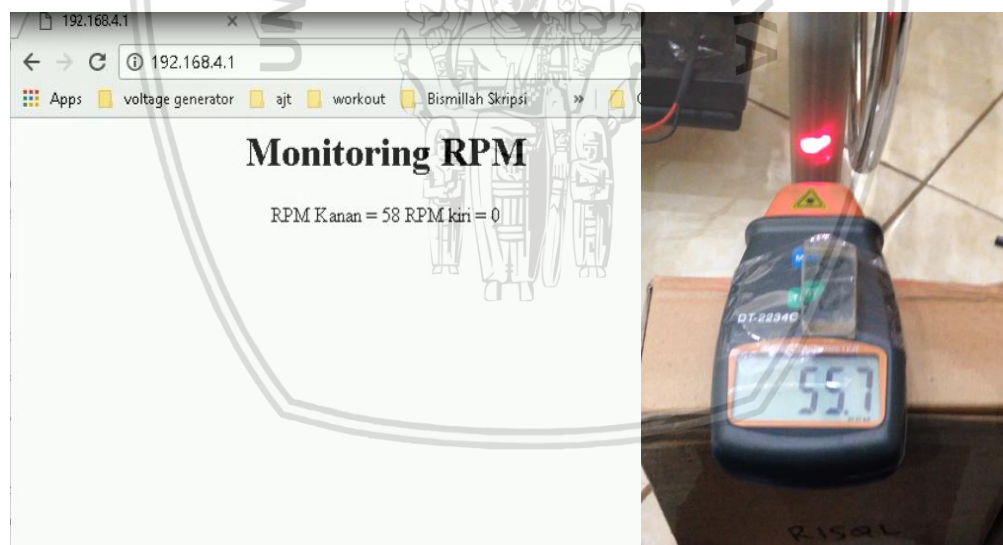 192.168.4.1
192.168.4.1
Apps voltage generator ajt workout Bismillah Skripsi »
Monitoring RPM
RPM Kanan = 58 RPM kiri = 0
DT-2234C
55.7
RPM